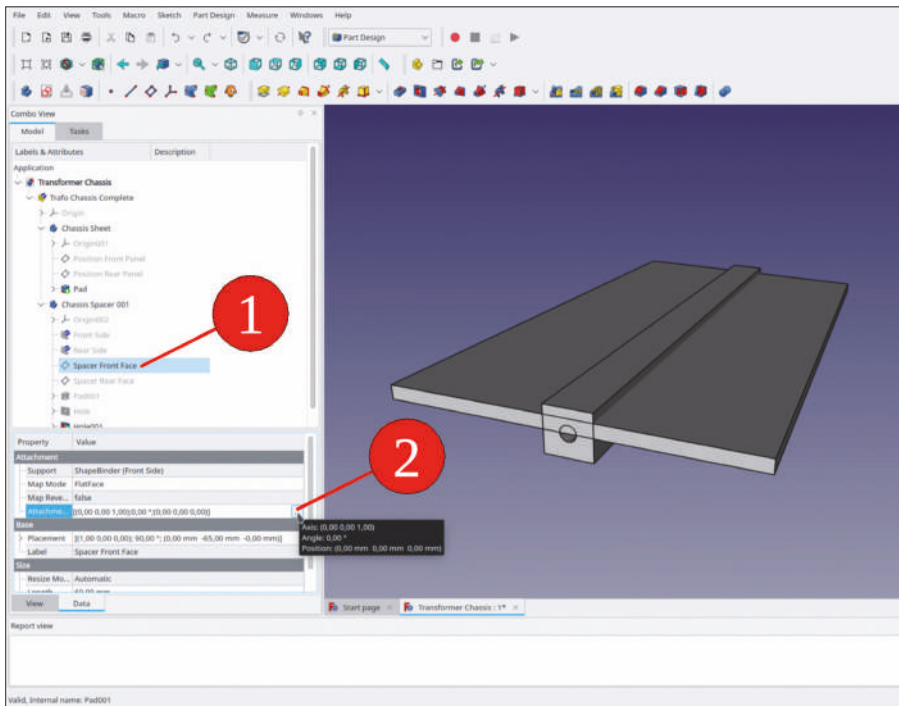 File Edit View Tools Macro Sketch Part Design Measure Windows Help
Part Design
Combo View
Model Tasks
Labels & Attributes Description
Application
Transformer Chassis
Trafo Chassis Complete
Origin
Chassis Sheet
Origin001
Position Front Panel
Position Rear Panel
Pad
Chassis Spacer 001
Origin002
Front Side
Rear Side
Spacer Front Face
Spacer Rear Face
Pad001
Hole
Hole001
1
Property Value
Attachment
Support ShapeBinder (Front Side)
Map Mode FlatFace
Map Reve... false
Attachme... [(0,00 0,00 1,00);0,00 °;(0,00 0,00 0,00)]
2
Axis: (0,00 0,00 1,00)
Angle: 0,00 °
Position: (0,00 mm 0,00 mm 0,00 mm)
Base
Placement [(1,00 0,00 0,00); 90,00 °; (0,00 mm -65,00 mm -0,00 mm)]
Label Spacer Front Face
Size
Resize Mo... Automatic
Length 60,00 mm
View Data
Start page Transformer Chassis : 1*
Report view
Valid, Internal name: Pad001